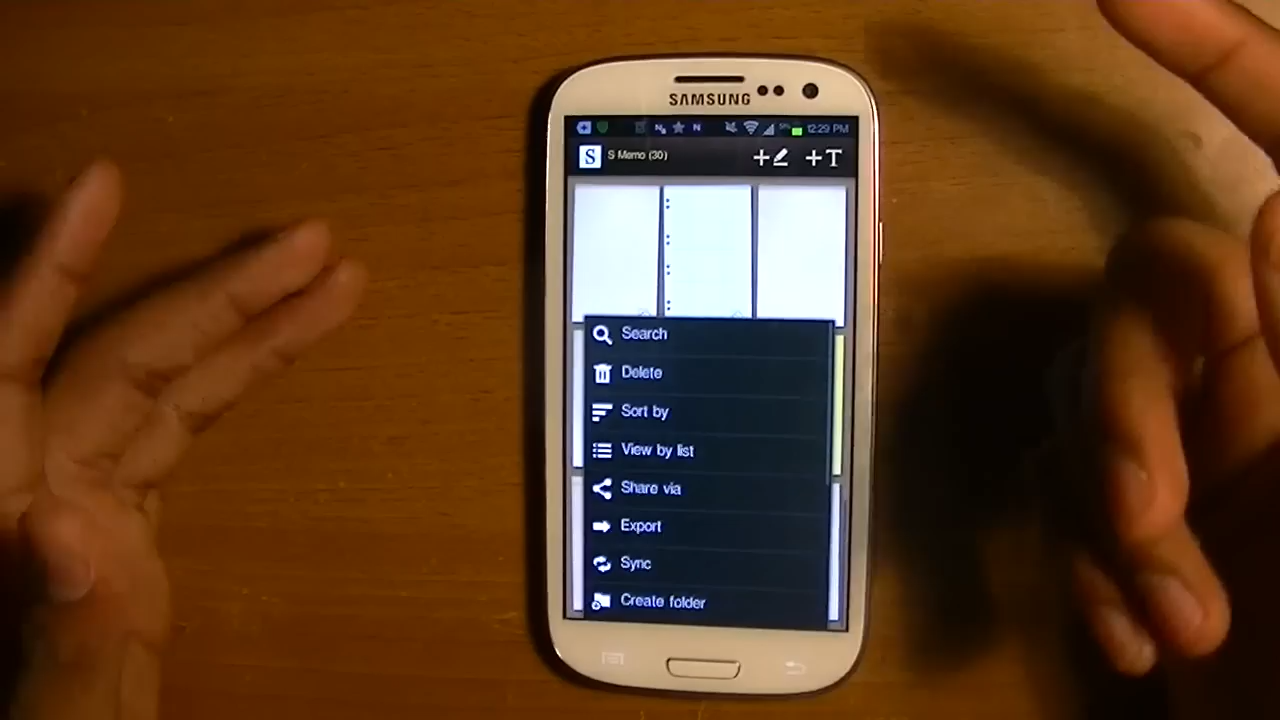 SAMSUNG
12:29 PM
S S Memo (30) + +T
Search
Delete
Sort by
View by list
Share via
Export
Sync
Create folder